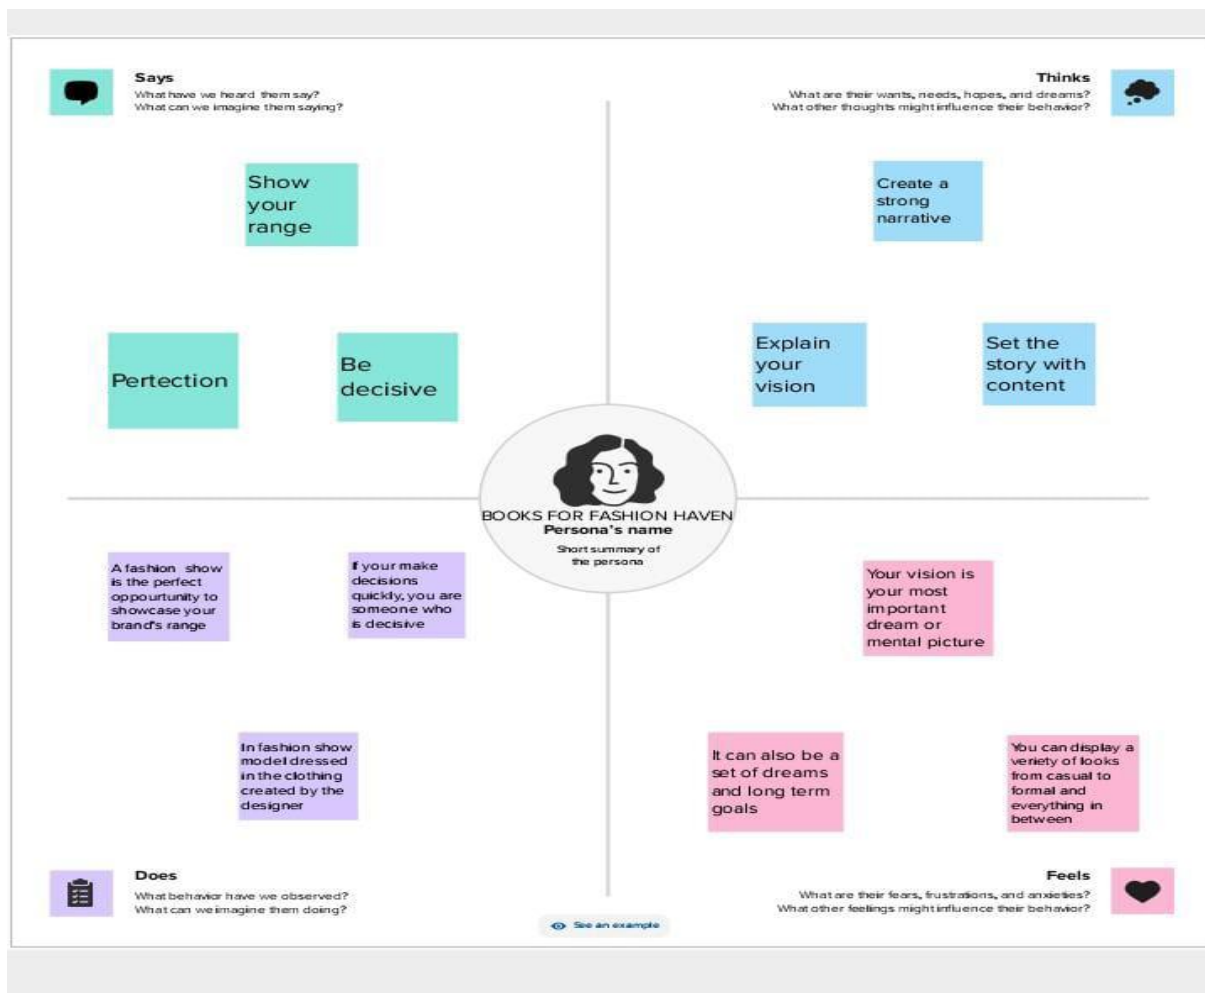 Says
What have we heard them say?
What can we imagine them saying?
Thinks
What are their wants, needs, hopes, and dreams?
What other thoughts might influence their behavior?
Show
your
range
Pertection
Be
decisive
Create a
strong
narrative
Explain
your
vision
Set the
story with
content
BOOKS FOR FASHION HAVEN
Persona's name
Short summary of
the persona
A fashion show
is the perfect
oppourtunity to
showcase your
brand's range
If your make
decisions
quickly, you are
someone who
is decisive
In fashion show
model dressed
in the clothing
created by the
designer
Your vision is
your most
important
dream or
mental picture
It can also be a
set of dreams
and long term
goals
You can display a
veriety of looks
from casual to
formal and
everything in
between
Does
What behavior have we observed?
What can we imagine them doing?
Feels
What are their fears, frustrations, and anxieties?
What other feelings might influence their behavior?
See an example